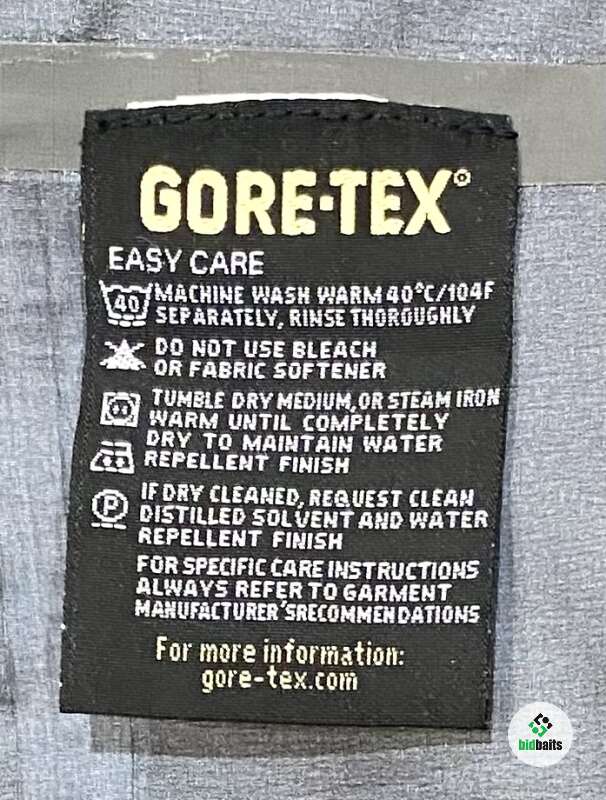 GORE-TEX®
EASY CARE
40 MACHINE WASH WARM 40°C/104F
SEPARATELY, RINSE THOROUGHLY
DO NOT USE BLEACH
OR FABRIC SOFTENER
TUMBLE DRY MEDIUM, OR STEAM IRON
WARM UNTIL COMPLETELY
DRY TO MAINTAIN WATER
REPELLENT FINISH
P IF DRY CLEANED, REQUEST CLEAN
DISTILLED SOLVENT AND WATER
REPELLENT FINISH
FOR SPECIFIC CARE INSTRUCTIONS
ALWAYS REFER TO GARMENT
MANUFACTURER'SRECOMMENDATIONS
For more information:
gore-tex.com
bidbaits